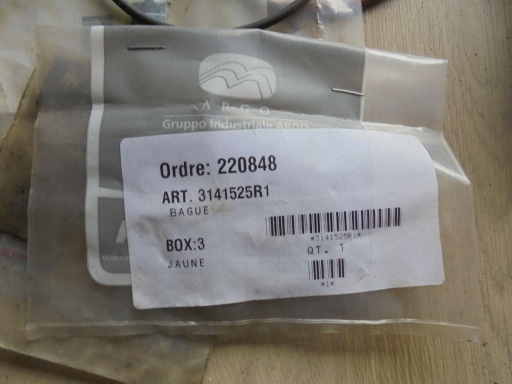 ARGO
Gruppo Industriale ARGO
Ordre: 220848
ART. 3141525R1
BAGUE
*3141525R1*
QT. 1
BOX:3
JAUNE
*1*